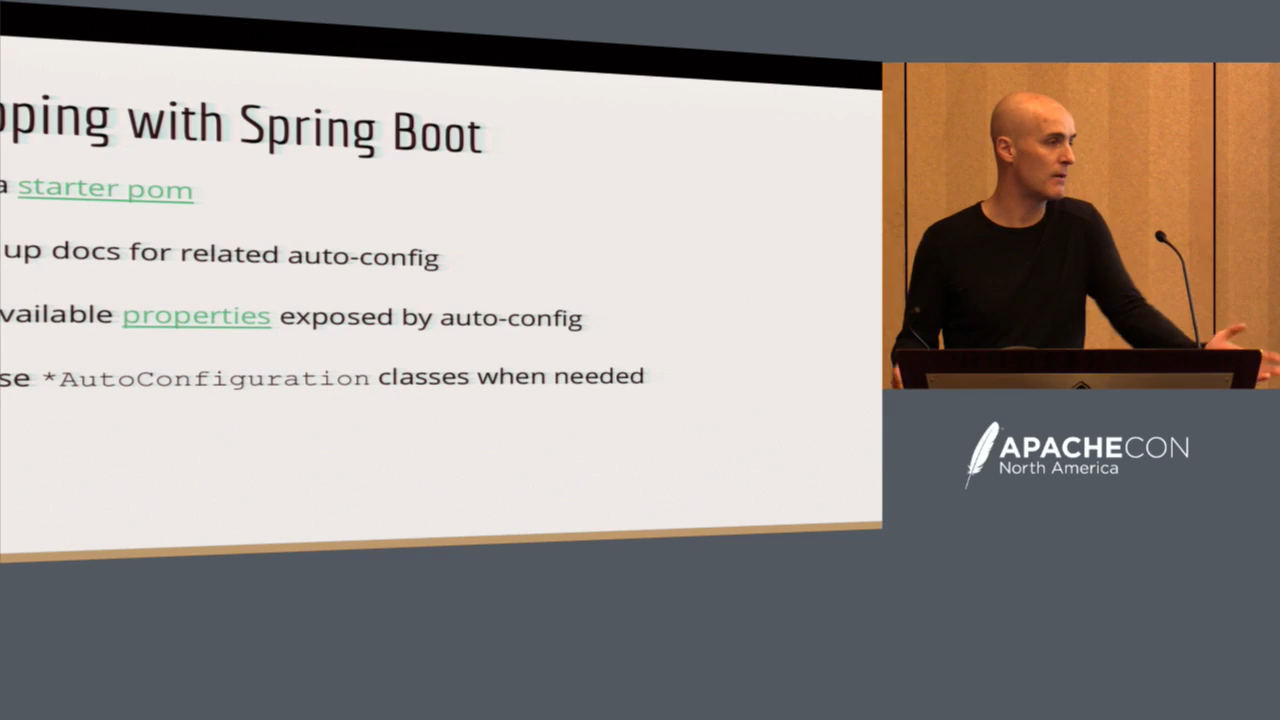 pping with Spring Boot
a starter pom
up docs for related auto-config
vailable properties exposed by auto-config
se *AutoConfiguration classes when needed
APACHECON
North America